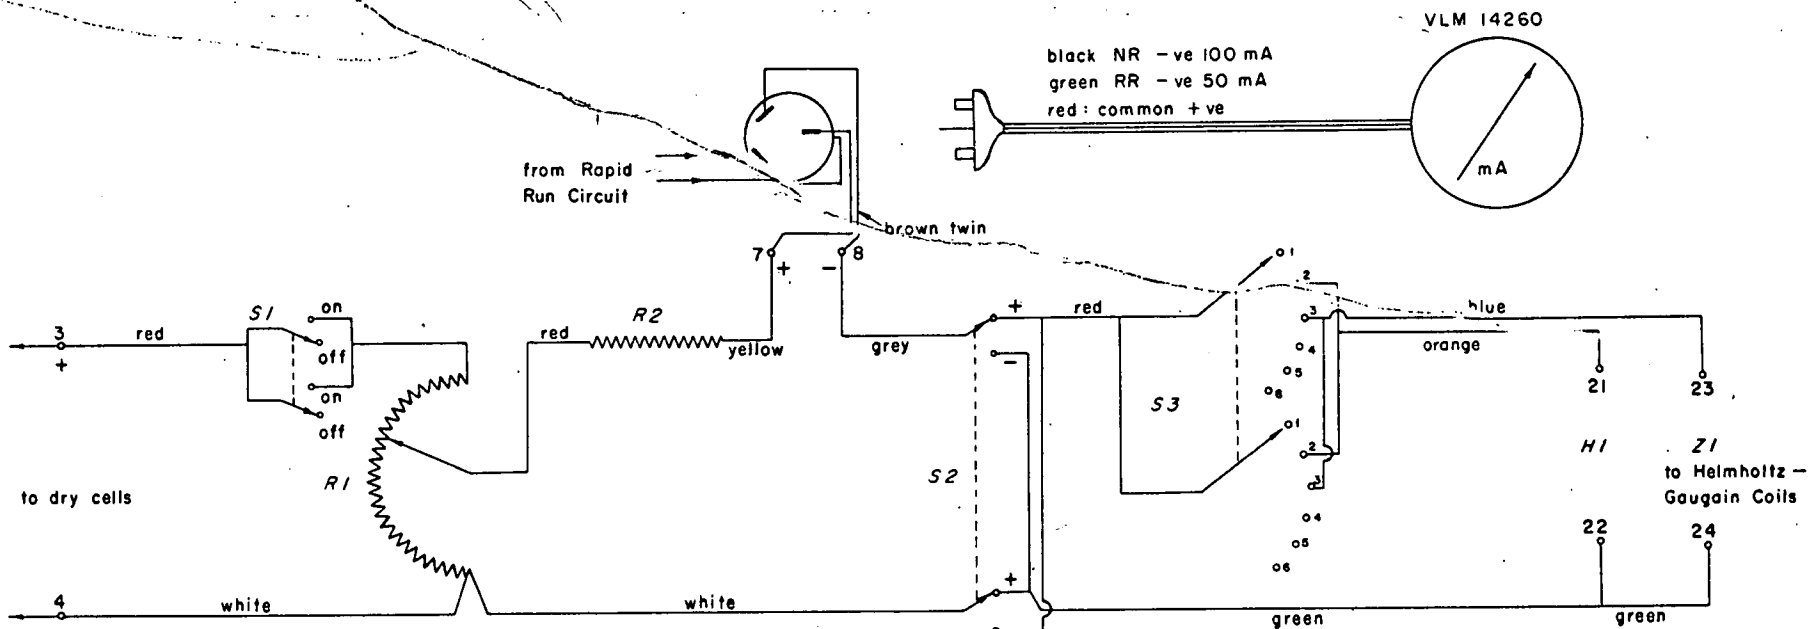 VLM 14260
black NR -ve 100 mA
green RR -ve 50 mA
red: common +ve
mA
from Rapid
Run Circuit
brown twin
7
+
-
8
1
2
3
4
5
6
S1
on
off
on
off
3
+
red
R2
red
yellow
grey
+
-
red
blue
orange
21
23
S3
1
2
3
4
5
6
H1
Z1
to Helmholtz -
Gaugain Coils
R1
S2
to dry cells
22
24
4
white
white
+
green
green